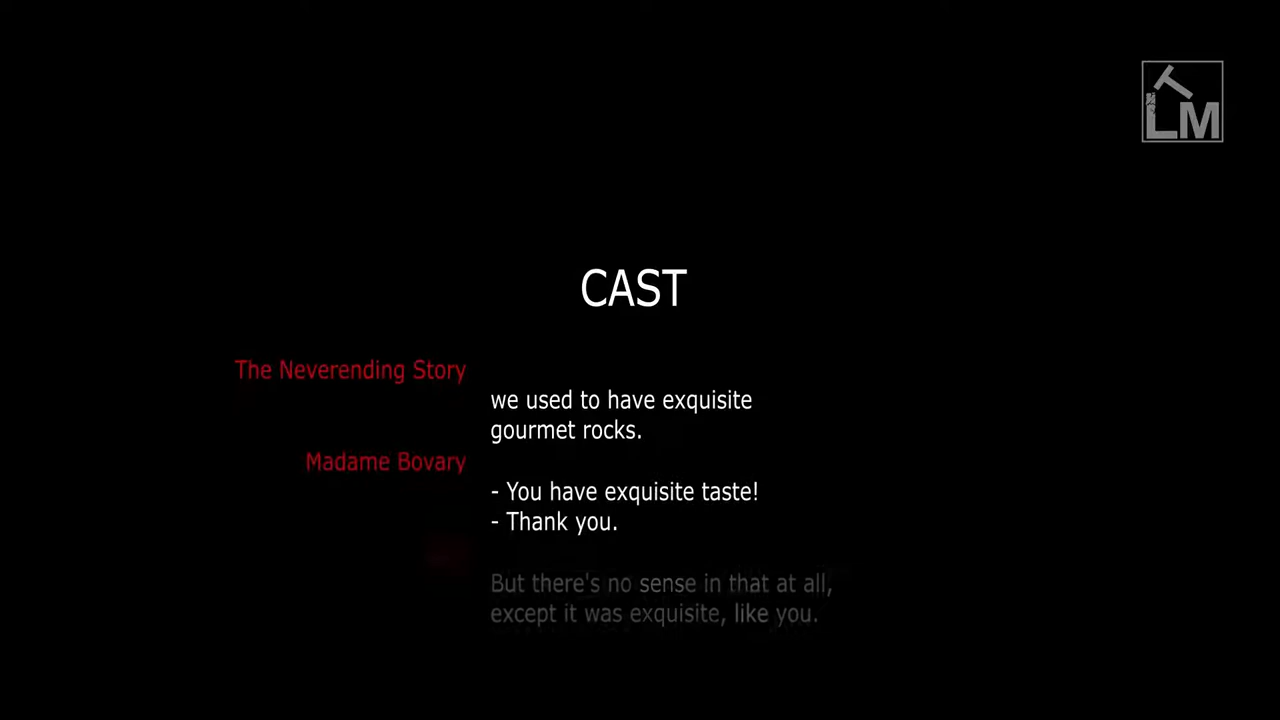 LTM
CAST
The Neverending Story
we used to have exquisite
gourmet rocks.
Madame Bovary
- You have exquisite taste!
- Thank you.
But there's no sense in that at all,
except it was exquisite, like you.